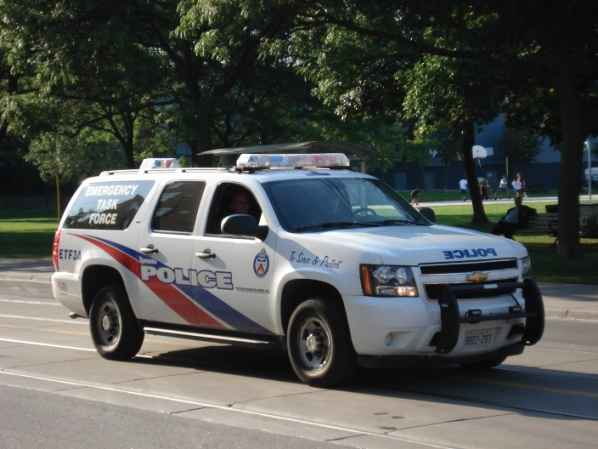 EMERGENCY
TASK
FORCE
ETF3A
POLICE
To Serve & Protect
POLICE